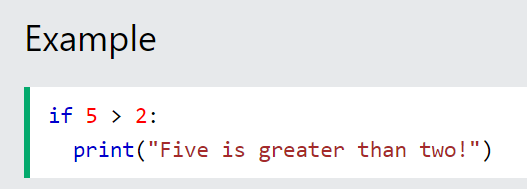 Example
if 5 > 2:
  print("Five is greater than two!")